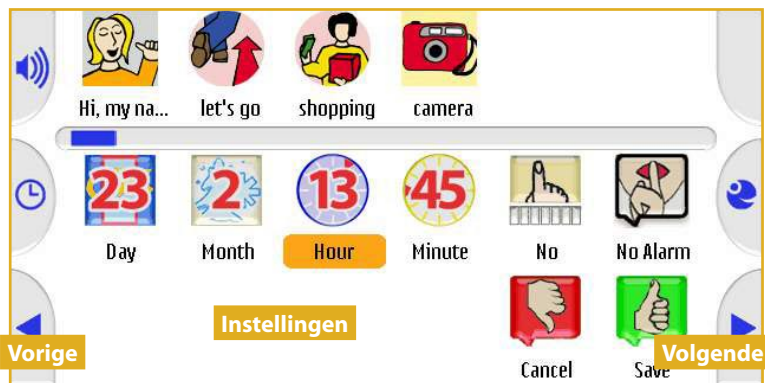 Hi, my na... let's go shopping camera
23 2 13 45
Day Month Hour Minute No No Alarm
Instellingen
Vorige Volgende
Cancel Save